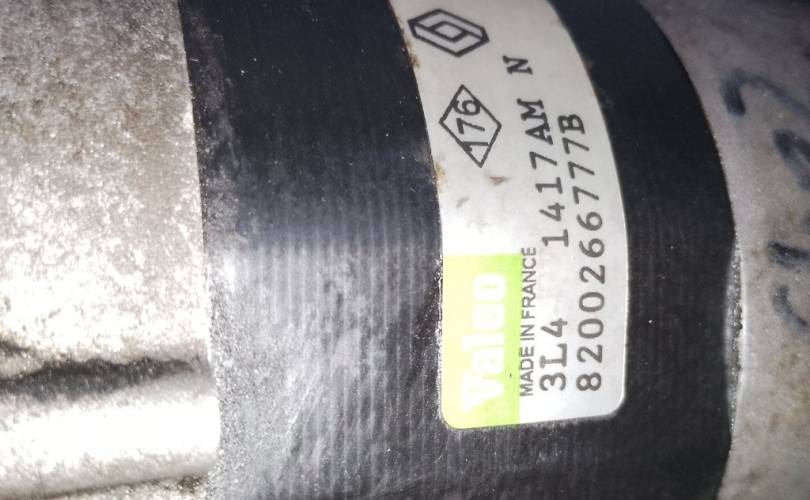 176
Valeo
MADE IN FRANCE
3L4 1417AM N
8200266777B